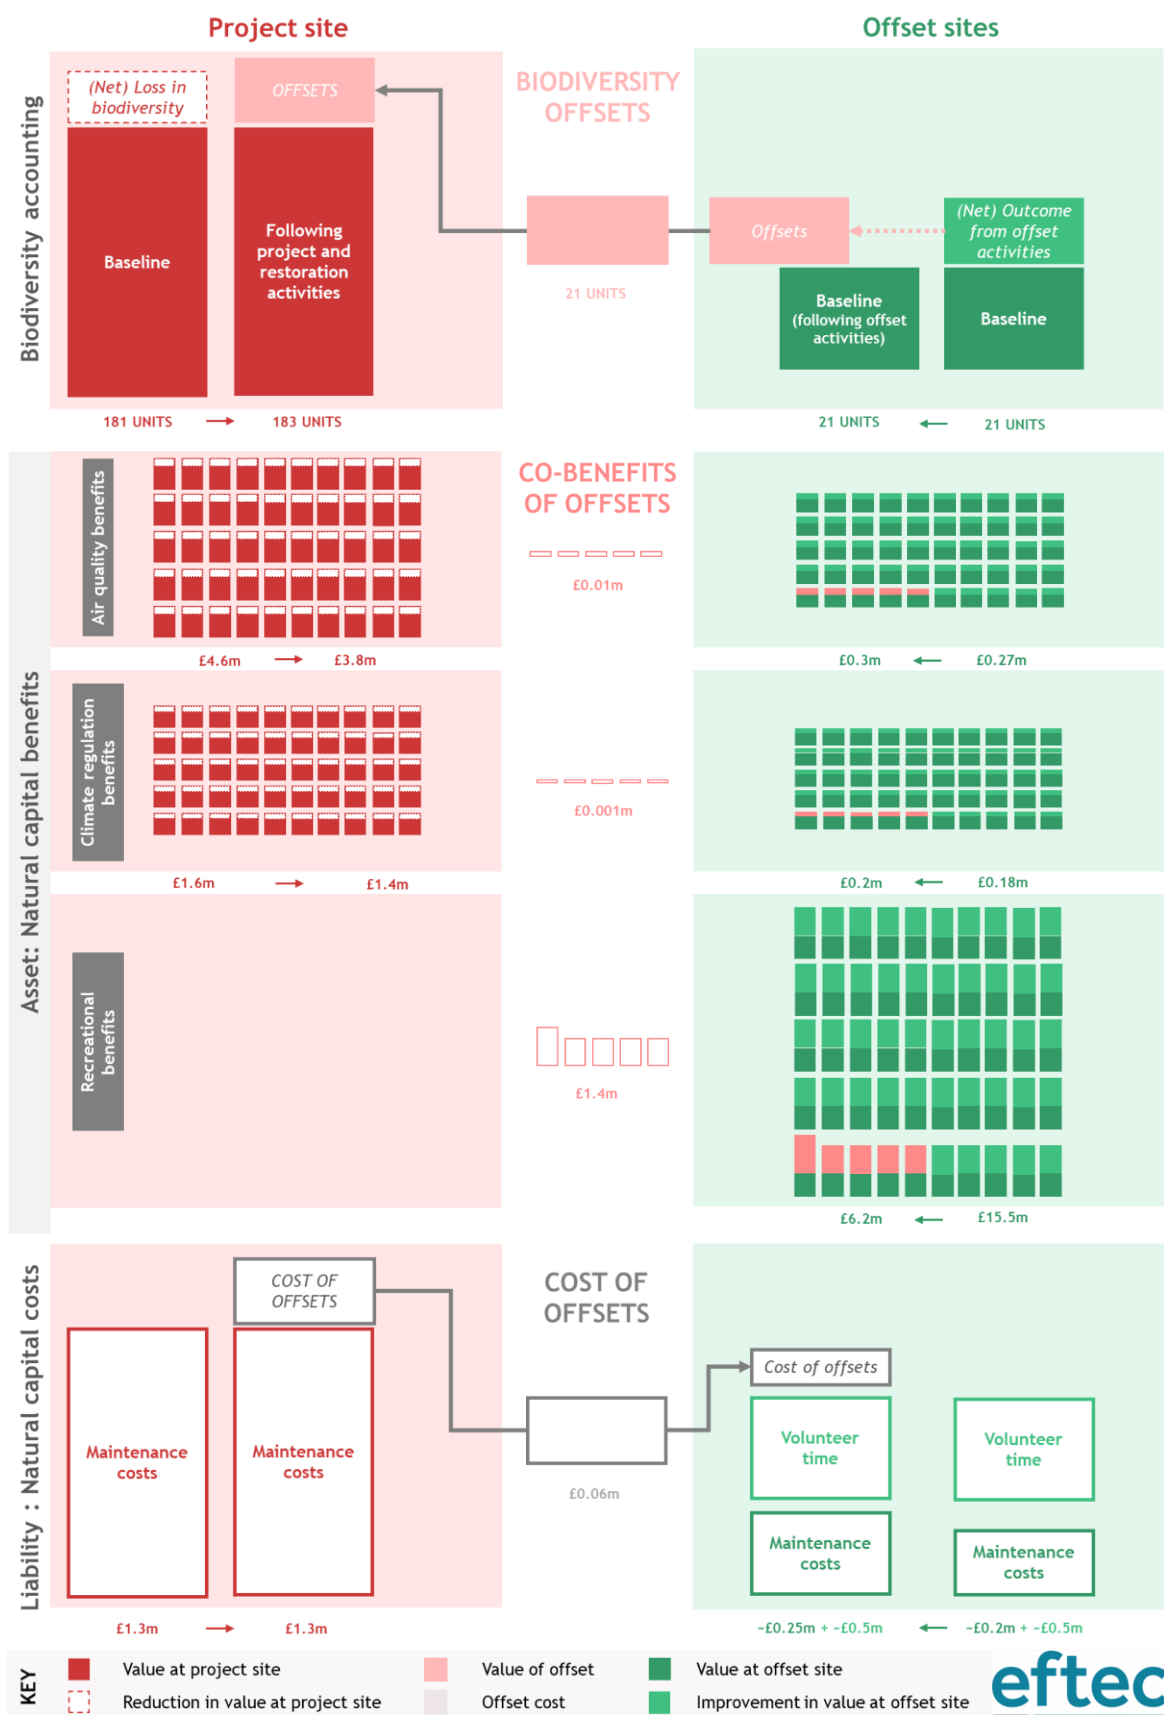 Project site
Offset sites
Biodiversity accounting
(Net) Loss in
biodiversity
OFFSETS
BIODIVERSITY
OFFSETS
Baseline
Following
project and
restoration
activities
Offsets
(Net) Outcome
from offset
activities
21 UNITS
Baseline
(following offset
activities)
Baseline
181 UNITS
183 UNITS
21 UNITS
21 UNITS
Asset: Natural capital benefits
Air quality benefits
CO-BENEFITS
OF OFFSETS
£0.01m
£4.6m
£3.8m
£0.3m
£0.27m
Climate regulation
benefits
£0.001m
£1.6m
£1.4m
£0.2m
£0.18m
Recreational
benefits
£1.4m
£6.2m
£15.5m
Liability : Natural capital costs
COST OF
OFFSETS
COST OF
OFFSETS
Cost of offsets
Maintenance
costs
Maintenance
costs
Volunteer
time
Volunteer
time
£0.06m
Maintenance
costs
Maintenance
costs
£1.3m
£1.3m
~£0.25m + ~£0.5m
~£0.2m + ~£0.5m
KEY
Value at project site
Value of offset
Value at offset site
Reduction in value at project site
Offset cost
Improvement in value at offset site
eftec